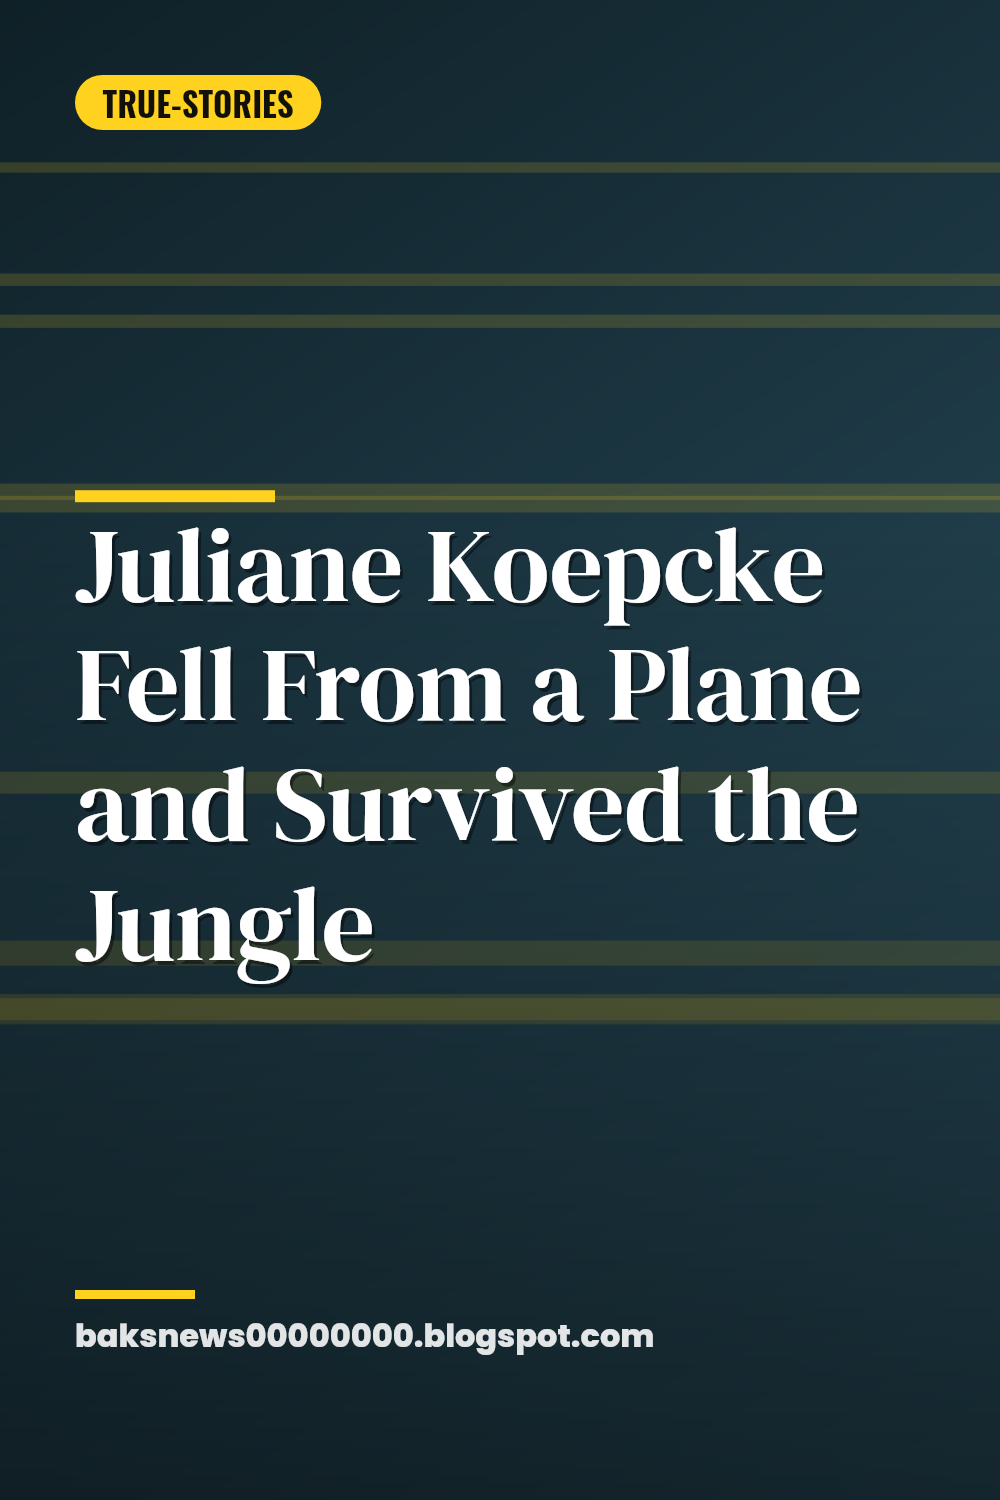 TRUE-STORIES
Juliane Koepcke
Fell From a Plane
and Survived the
Jungle
baksnews00000000.blogspot.com